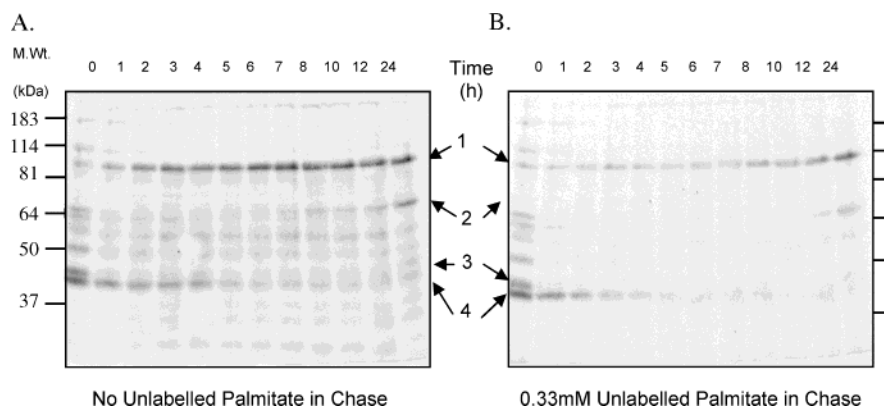 A.
B.
M.Wt.
0 1 2 3 4 5 6 7 8 10 12 24
Time
0 1 2 3 4 5 6 7 8 10 12 24
(kDa)
(h)
183
114
1
81
64
2
50
3
37
4
No Unlabelled Palmitate in Chase
0.33mM Unlabelled Palmitate in Chase